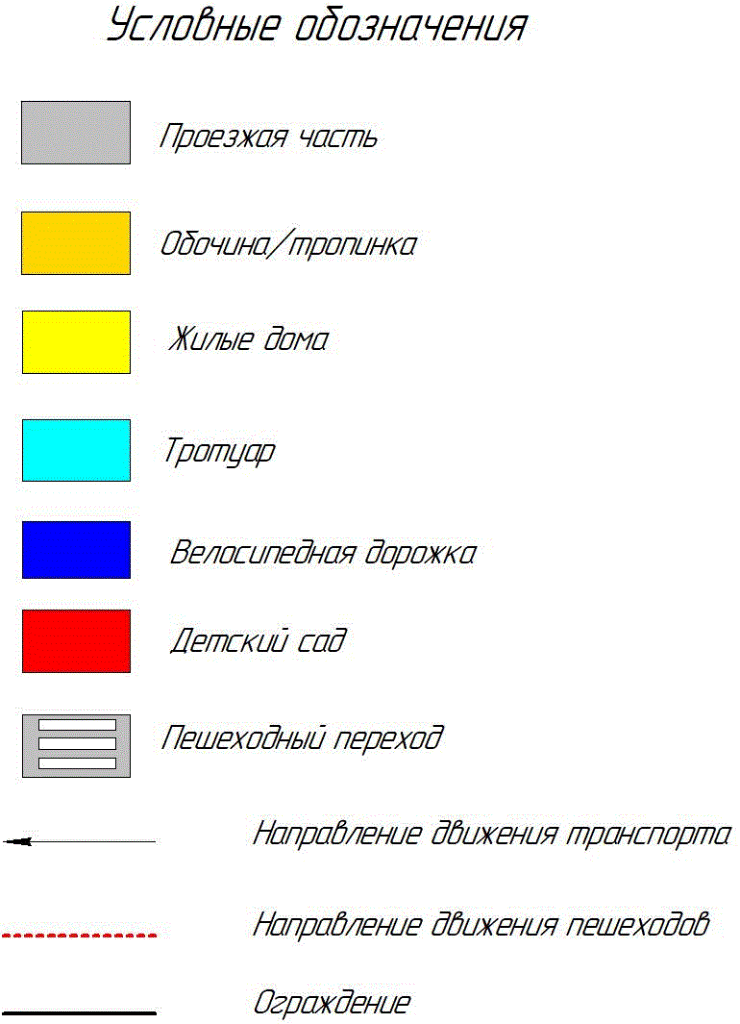 Условные обозначения
Проезжая часть
Обочина/тропинка
Жилые дома
Тротуар
Велосипедная дорожка
Детский сад
Пешеходный переход
Направление движения транспорта
Направление движения пешеходов
Ограждение